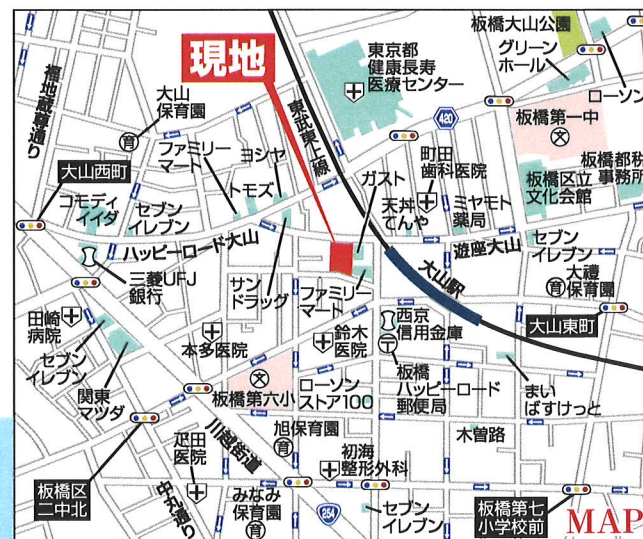 板橋大山公園
グリーン
ホール
ローソン
東京都
健康長寿
医療センター
現地
福地蔵尊通り
大山
保育園
育
東武東上線
420
板橋第一中
文
ファミリー
マート
ヨシヤ
町田
歯科医院
板橋都税
事務所
大山西町
トモズ
ガスト
板橋区立
文化会館
コモディ
イイダ
セブン
イレブン
天丼
てんや
ミヤモト
薬局
ハッピーロード大山
遊座大山
セブン
イレブン
三菱UFJ
銀行
サン
ドラッグ
ファミリー
マート
大山駅
大禮
保育園
育
田崎
病院
西京
信用金庫
大山東町
セブン
イレブン
本多医院
鈴木
医院
〒
板橋
ハッピーロード
郵便局
関東
マツダ
文
板橋第六小
ローソン
ストア100
まい
ばすけっと
川越街道
旭保育園
育
木曽路
疋田
医院
初海
整形外科
板橋区
二中北
中丸通り
みなみ
保育園
育
254
セブン
イレブン
板橋第七
小学校前
MAP